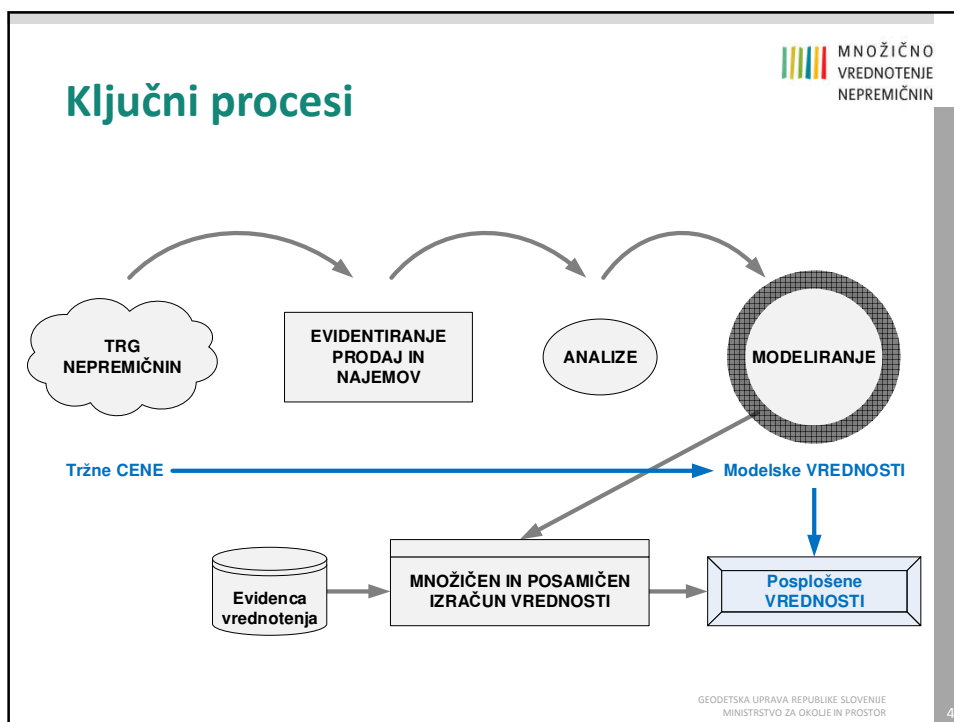 MNOŽIČNO
VREDNOTENJE
NEPREMIČNIN
Ključni procesi
TRG
NEPREMIČNIN
EVIDENTIRANJE
PRODAJ IN
NAJEMOV
ANALIZE
MODELIRANJE
Tržne CENE
Modelske VREDNOSTI
Evidenca
vrednotenja
MNOŽIČEN IN POSAMIČEN
IZRAČUN VREDNOSTI
Posplošene
VREDNOSTI
GEODETSKA UPRAVA REPUBLIKE SLOVENIJE
MINISTRSTVO ZA OKOLJE IN PROSTOR
4